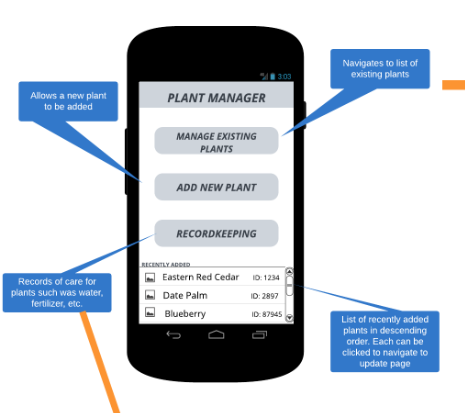 3:03
Navigates to list of
existing plants
Allows a new plant
to be added
PLANT MANAGER
MANAGE EXISTING
PLANTS
ADD NEW PLANT
RECORDKEEPING
RECENTLY ADDED
Eastern Red Cedar ID: 1234
Date Palm ID: 2897
Blueberry ID: 87945
Records of care for
plants such was water,
fertilizer, etc.
List of recently added
plants in descending
order. Each can be
clicked to navigate to
update page